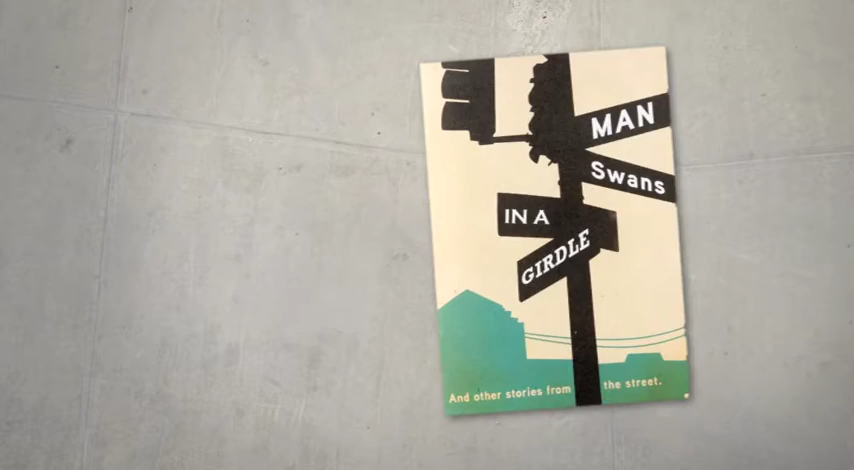 MAN
Swans
IN A
GIRDLE
And other stories from the street.